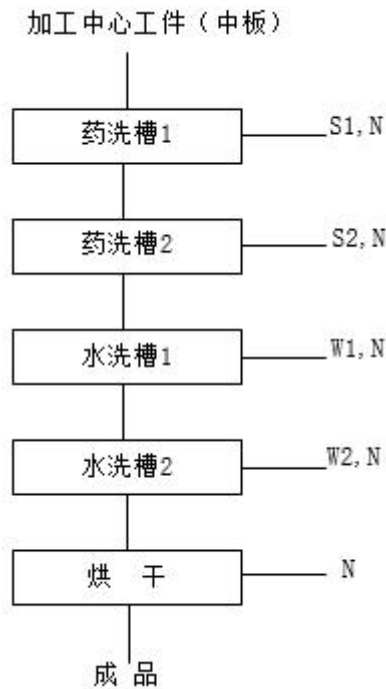 加工中心工件（中板）
药洗槽1
S1, N
药洗槽2
S2, N
水洗槽1
W1, N
水洗槽2
W2, N
烘 干
N
成 品